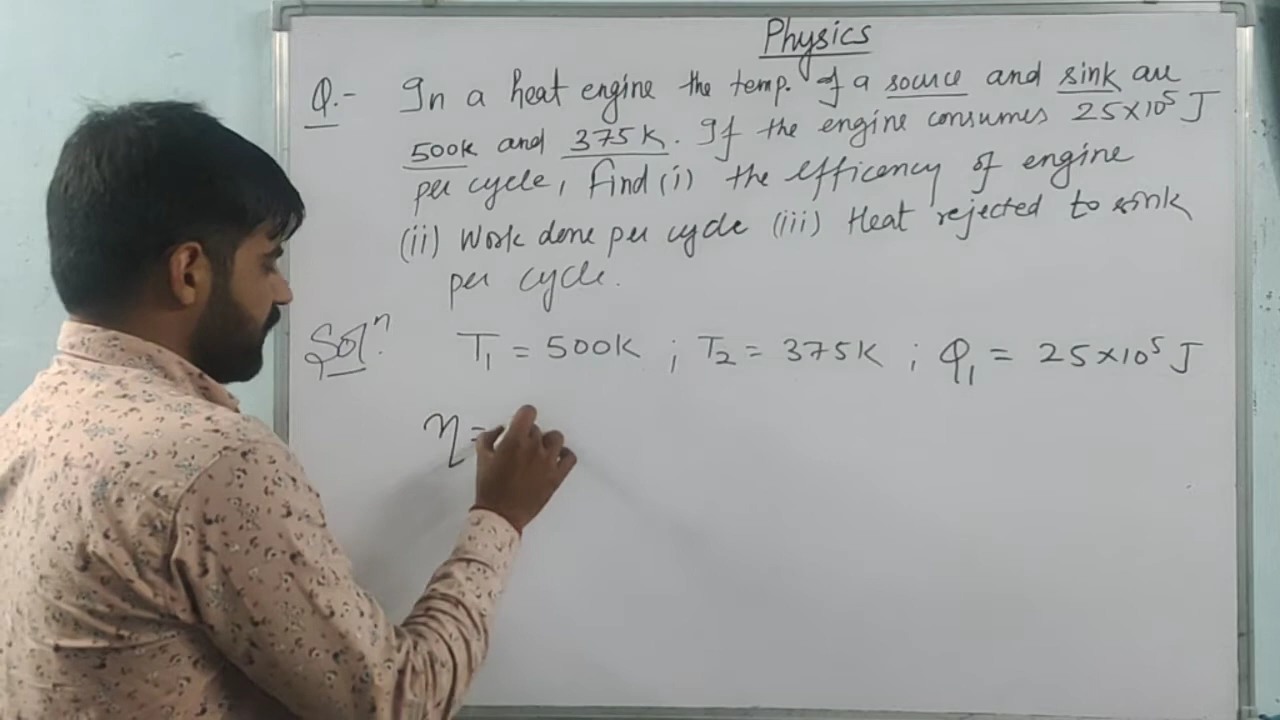 Physics
Q.- In a heat engine the temp. of a source and sink are
500K and 375K. If the engine consumes 25×10⁵ J
per cycle, find (i) the efficency of engine
(ii) Work done per cycle (iii) Heat rejected to sink
per cycle.
Solⁿ. T₁ = 500K ; T₂ = 375K ; Q₁ = 25×10⁵ J
η =